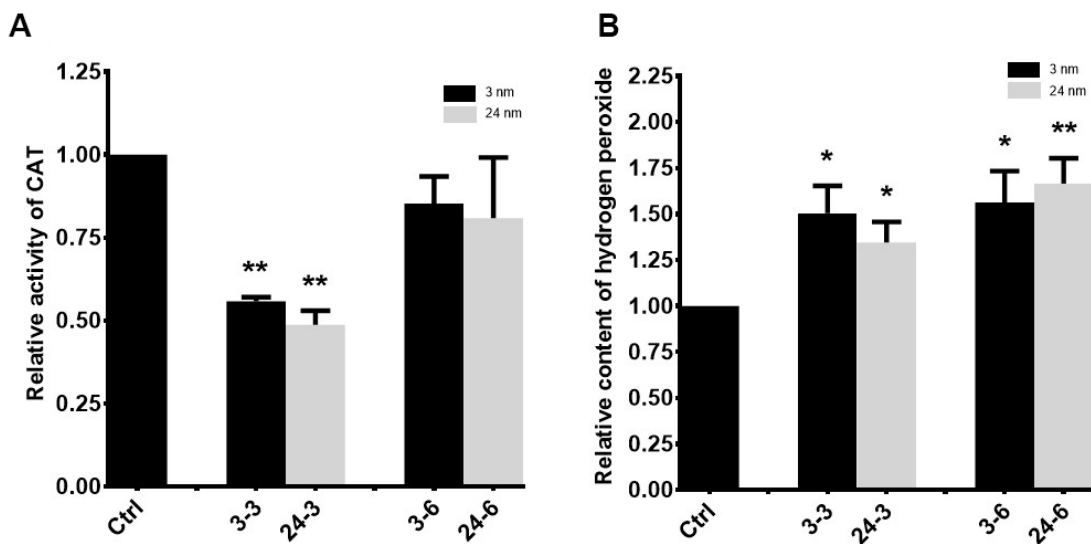 A
Relative activity of CAT
1.25
1.00
0.75
0.50
0.25
0.00
3 nm
24 nm
** **
Ctrl 3-3 24-3 3-6 24-6
B
Relative content of hydrogen peroxide
2.25
2.00
1.75
1.50
1.25
1.00
0.75
0.50
0.25
0.00
3 nm
24 nm
* * * **
Ctrl 3-3 24-3 3-6 24-6